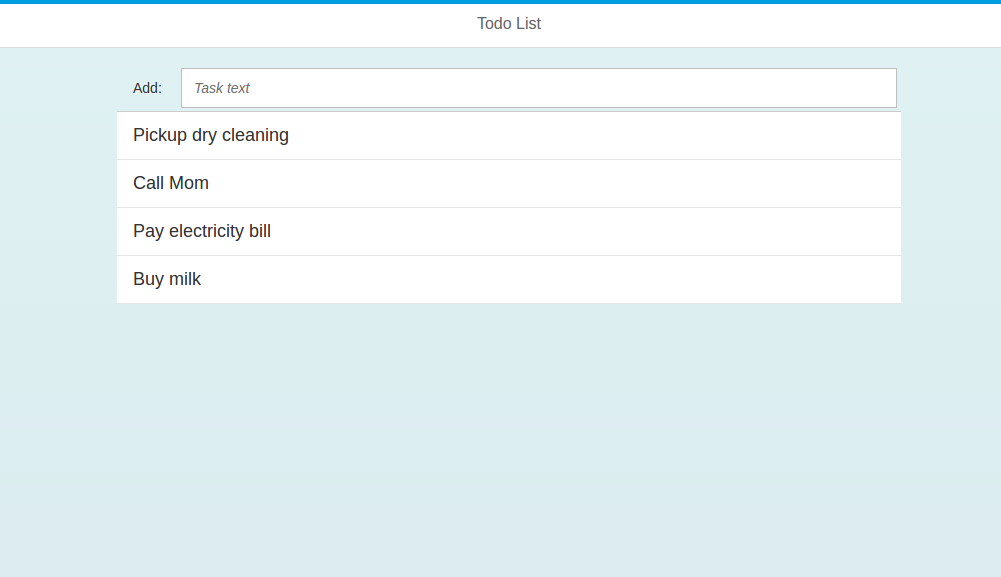 Todo List
Add: Task text
Pickup dry cleaning
Call Mom
Pay electricity bill
Buy milk